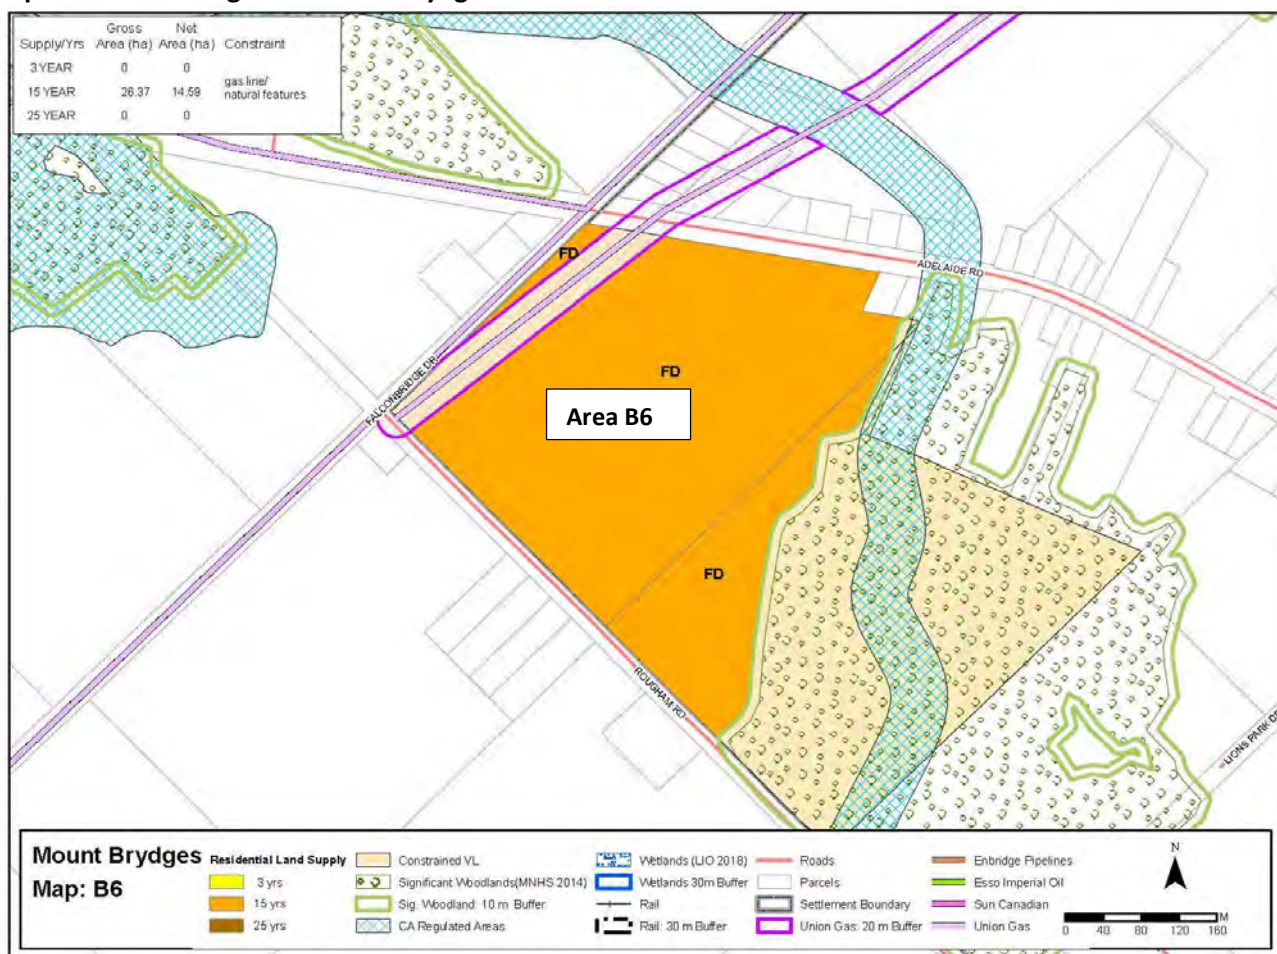 Gross Net
Supply/Yrs Area (ha) Area (ha) Constraint
3 YEAR 0 0
15 YEAR 26.37 14.59 gas line/ natural features
25 YEAR 0 0
FD
ADELAIDE RD
FALCONBRIDGE DR
FD
Area B6
FD
ROUGHAM RD
LIONS PARK DR
Mount Brydges
Map: B6
Residential Land Supply
3 yrs
15 yrs
25 yrs
Constrained VL
Significant Woodlands(MNHS 2014)
Sig. Woodland: 10 m Buffer
CA Regulated Areas
Wetlands (LIO 2018)
Wetlands 30m Buffer
Rail
Rail: 30 m Buffer
Roads
Parcels
Settlement Boundary
Union Gas: 20 m Buffer
Enbridge Pipelines
Esso Imperial Oil
Sun Canadian
Union Gas
N
M
0 40 80 120 160